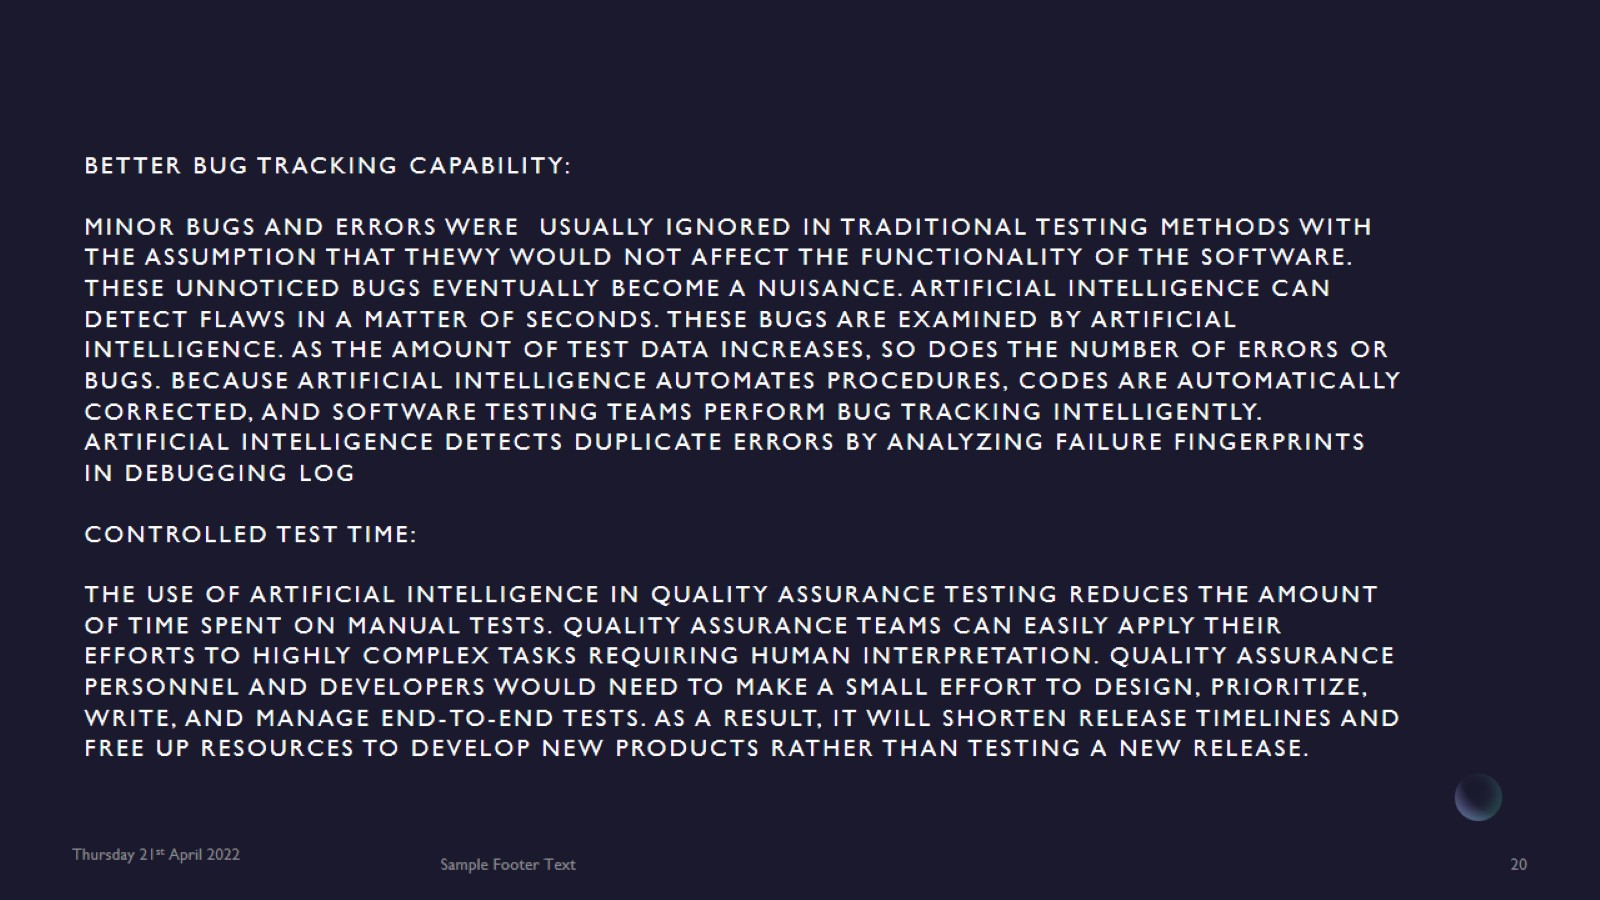 BETTER BUG TRACKING CAPABILITY:
MINOR BUGS AND ERRORS WERE  USUALLY IGNORED IN TRADITIONAL TESTING METHODS WITH
THE ASSUMPTION THAT THEWY WOULD NOT AFFECT THE FUNCTIONALITY OF THE SOFTWARE.
THESE UNNOTICED BUGS EVENTUALLY BECOME A NUISANCE. ARTIFICIAL INTELLIGENCE CAN
DETECT FLAWS IN A MATTER OF SECONDS. THESE BUGS ARE EXAMINED BY ARTIFICIAL
INTELLIGENCE. AS THE AMOUNT OF TEST DATA INCREASES, SO DOES THE NUMBER OF ERRORS OR
BUGS. BECAUSE ARTIFICIAL INTELLIGENCE AUTOMATES PROCEDURES, CODES ARE AUTOMATICALLY
CORRECTED, AND SOFTWARE TESTING TEAMS PERFORM BUG TRACKING INTELLIGENTLY.
ARTIFICIAL INTELLIGENCE DETECTS DUPLICATE ERRORS BY ANALYZING FAILURE FINGERPRINTS
IN DEBUGGING LOG
CONTROLLED TEST TIME:
THE USE OF ARTIFICIAL INTELLIGENCE IN QUALITY ASSURANCE TESTING REDUCES THE AMOUNT
OF TIME SPENT ON MANUAL TESTS. QUALITY ASSURANCE TEAMS CAN EASILY APPLY THEIR
EFFORTS TO HIGHLY COMPLEX TASKS REQUIRING HUMAN INTERPRETATION. QUALITY ASSURANCE
PERSONNEL AND DEVELOPERS WOULD NEED TO MAKE A SMALL EFFORT TO DESIGN, PRIORITIZE,
WRITE, AND MANAGE END-TO-END TESTS. AS A RESULT, IT WILL SHORTEN RELEASE TIMELINES AND
FREE UP RESOURCES TO DEVELOP NEW PRODUCTS RATHER THAN TESTING A NEW RELEASE.
Thursday 21st April 2022
Sample Footer Text
20